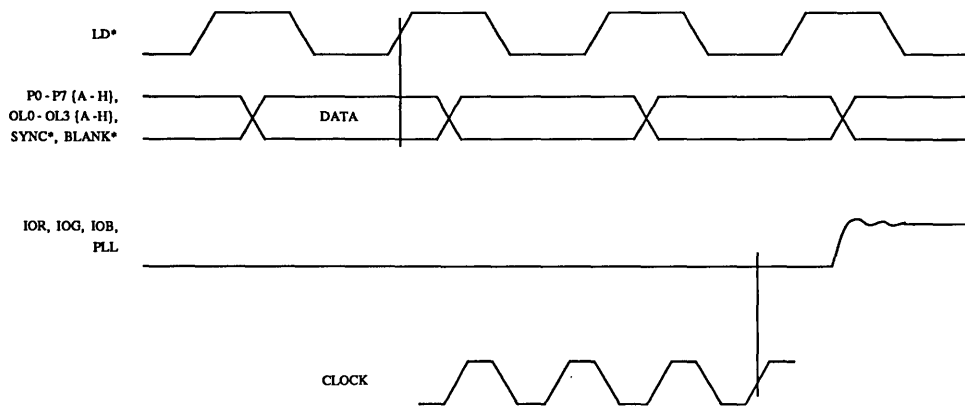 LD*
P0 - P7 {A - H},
OL0 - OL3 {A -H},
SYNC*, BLANK*
DATA
IOR, IOG, IOB,
PLL
CLOCK